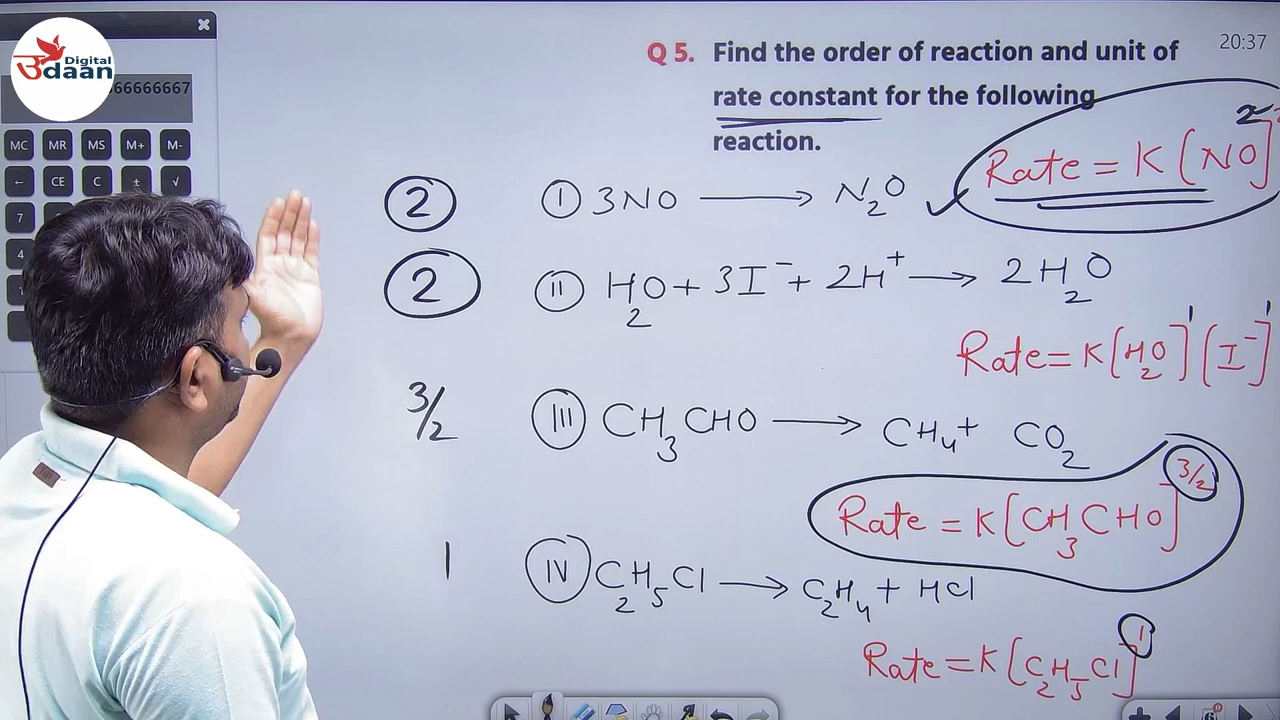 Digital
उdaan
66666667
MC MR MS M+ M-
← CE C ± √
7
4
Q 5. Find the order of reaction and unit of
rate constant for the following
reaction.
20:37
Rate = K[NO]²
② Ⓘ 3NO ⟶ N₂O ✓
② (II) H₂O + 3I⁻ + 2H⁺ ⟶ 2H₂O
Rate = K[H₂O]¹[I⁻]¹
3/2 (III) CH₃CHO ⟶ CH₄ + CO₂
Rate = K[CH₃CHO]^3/2
1 (IV) C₂H₅Cl ⟶ C₂H₄ + HCl
Rate = K[C₂H₅Cl]¹